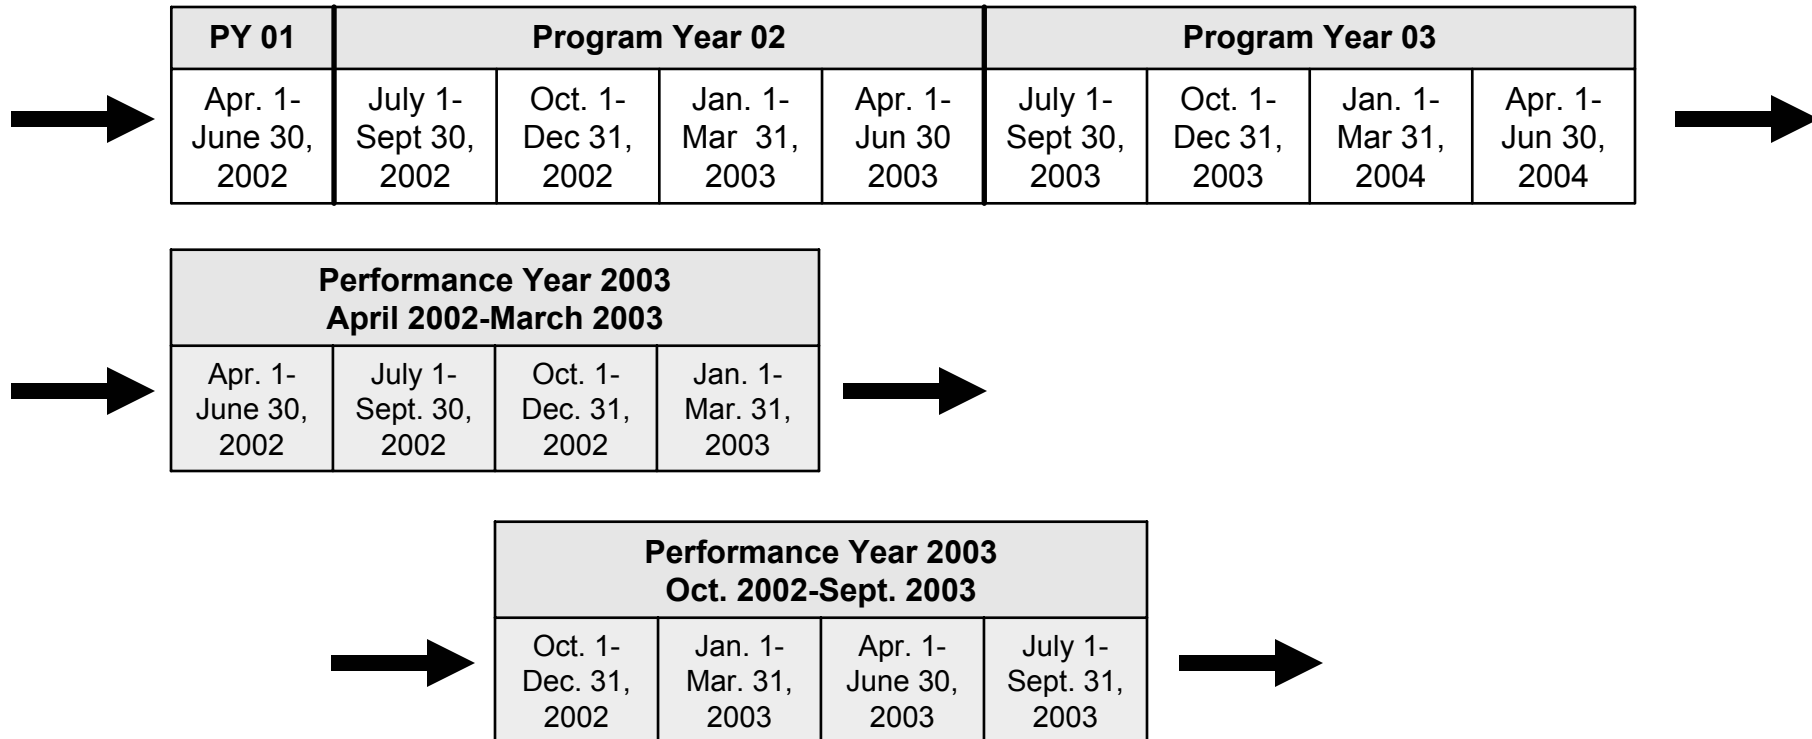 PY 01
Program Year 02
Program Year 03
Apr. 1-
June 30,
2002
July 1-
Sept 30,
2002
Oct. 1-
Dec 31,
2002
Jan. 1-
Mar 31,
2003
Apr. 1-
Jun 30
2003
July 1-
Sept 30,
2003
Oct. 1-
Dec 31,
2003
Jan. 1-
Mar 31,
2004
Apr. 1-
Jun 30,
2004
Performance Year 2003
April 2002-March 2003
Apr. 1-
June 30,
2002
July 1-
Sept. 30,
2002
Oct. 1-
Dec. 31,
2002
Jan. 1-
Mar. 31,
2003
Performance Year 2003
Oct. 2002-Sept. 2003
Oct. 1-
Dec. 31,
2002
Jan. 1-
Mar. 31,
2003
Apr. 1-
June 30,
2003
July 1-
Sept. 31,
2003